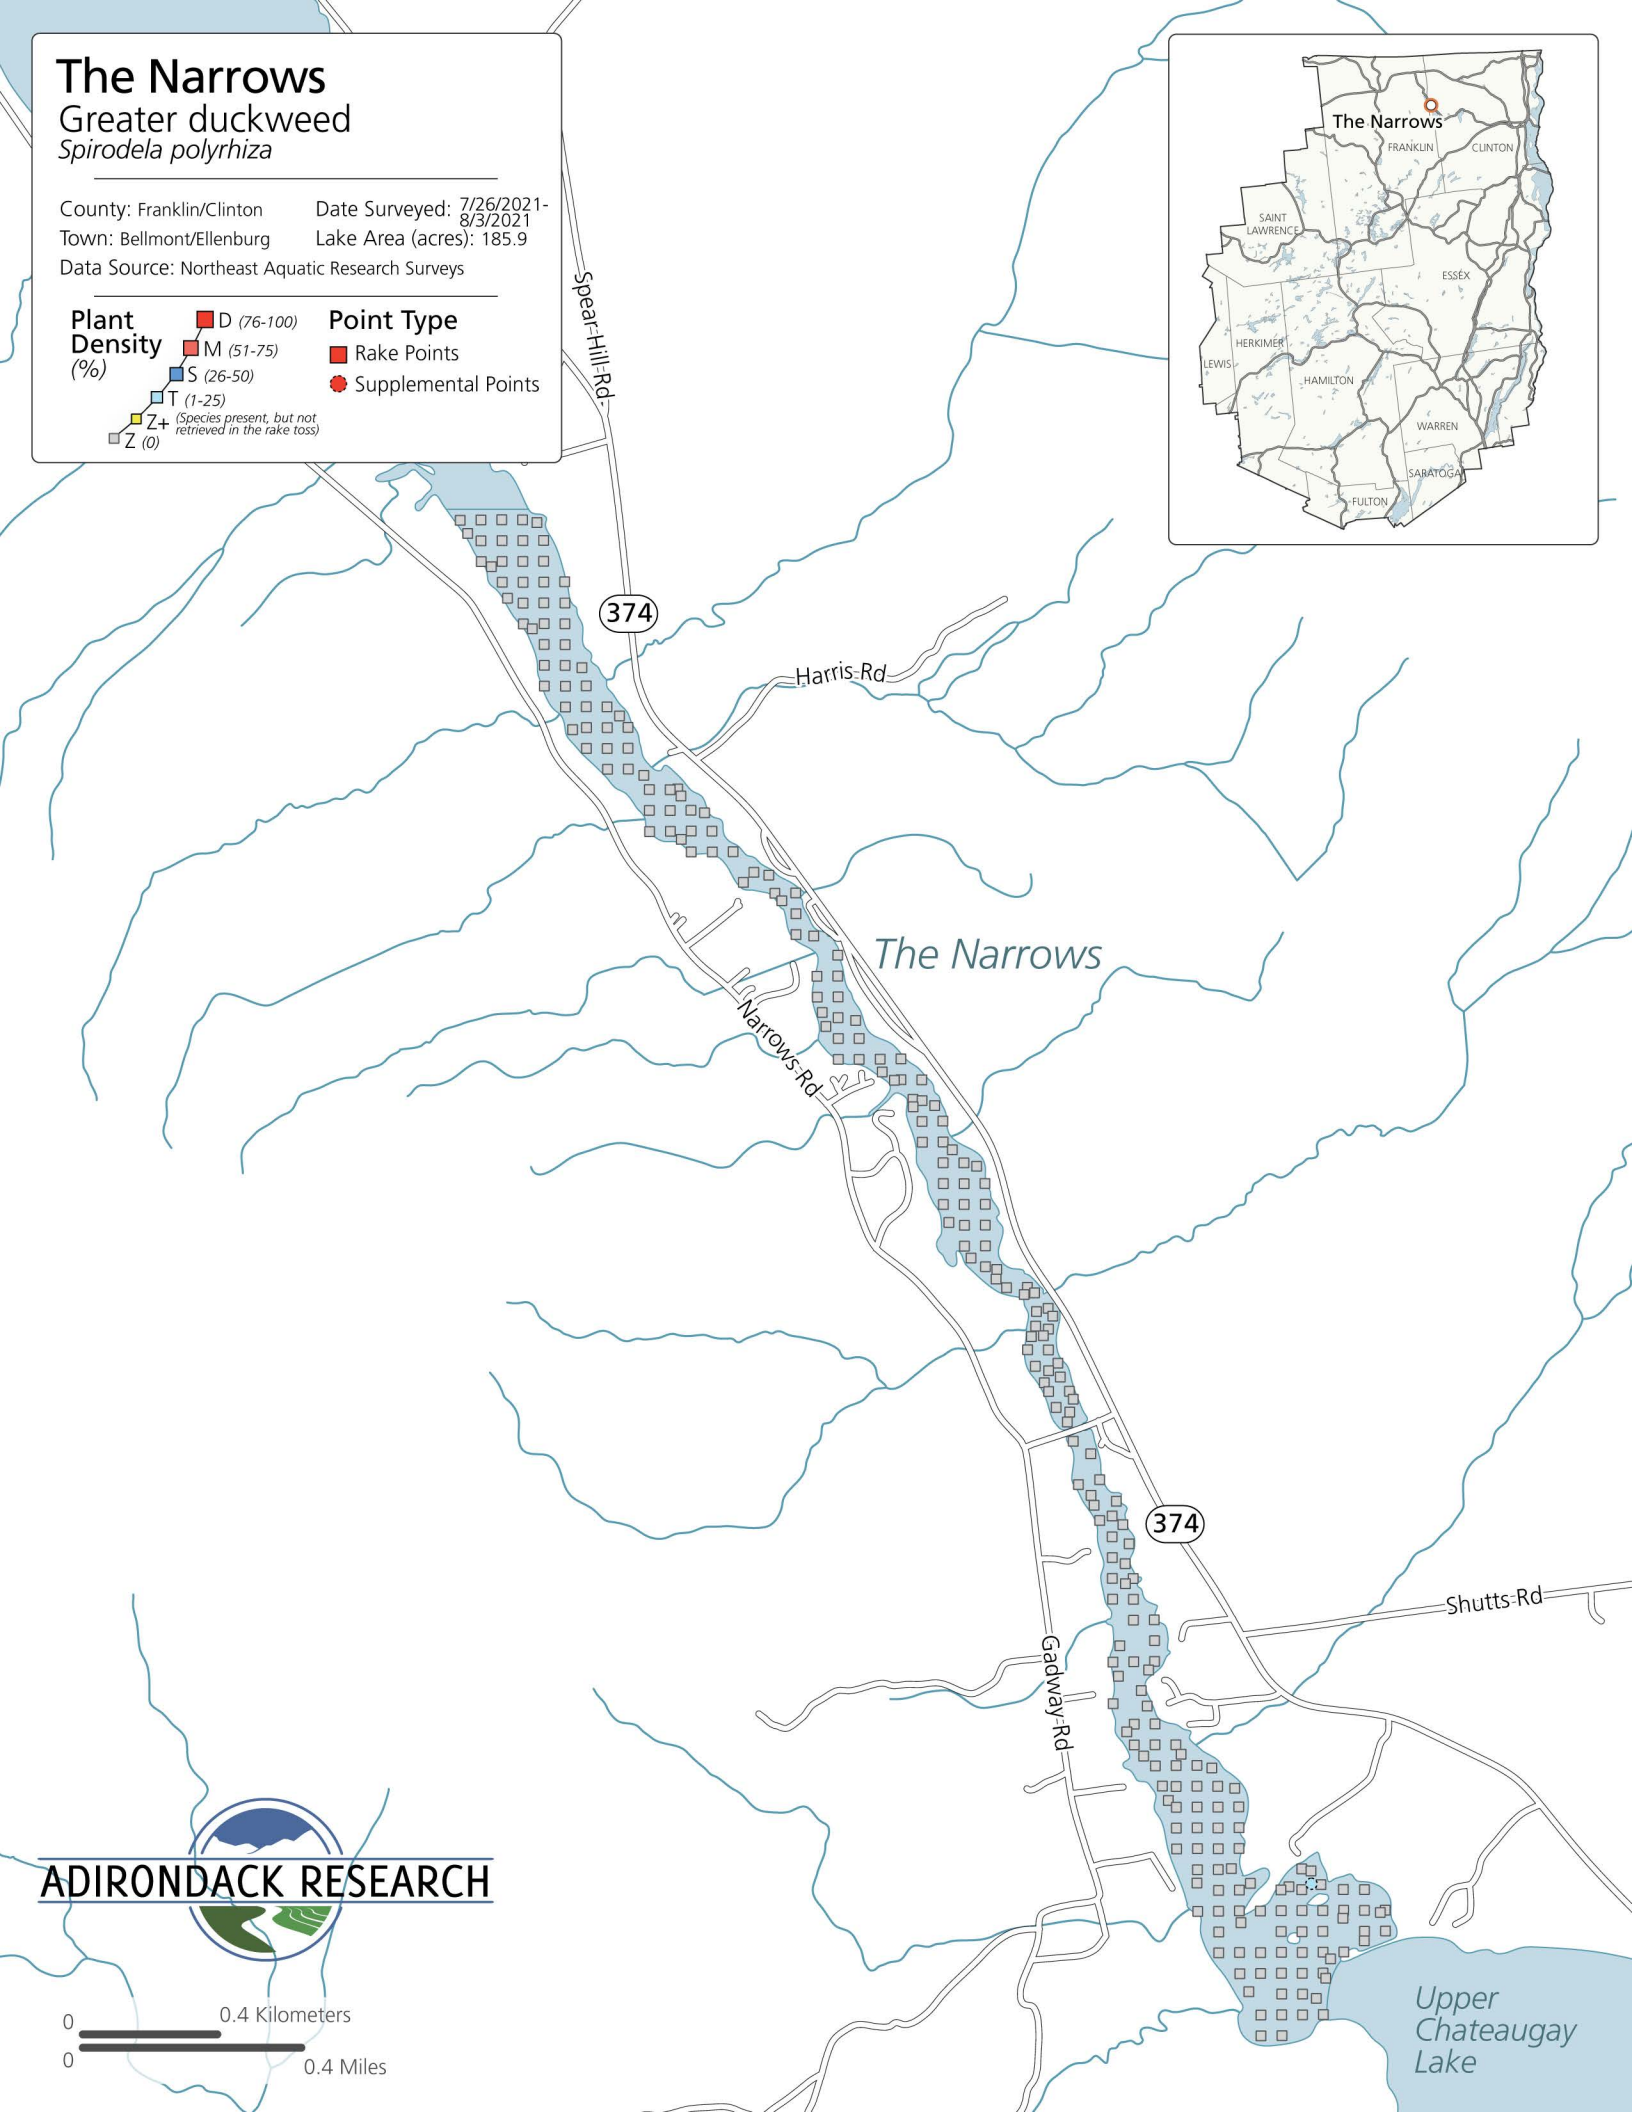 The Narrows
Greater duckweed
Spirodela polyrhiza
County: Franklin/Clinton
Date Surveyed: 7/26/2021-
8/3/2021
Town: Bellmont/Ellenburg
Lake Area (acres): 185.9
Data Source: Northeast Aquatic Research Surveys
Plant
Density
(%)
D (76-100)
M (51-75)
S (26-50)
T (1-25)
Z+ (Species present, but not
retrieved in the rake toss)
Z (0)
Point Type
Rake Points
Supplemental Points
The Narrows
FRANKLIN
CLINTON
SAINT
LAWRENCE
ESSEX
HERKIMER
LEWIS
HAMILTON
WARREN
SARATOGA
FULTON
Spear-Hill-Rd
374
Harris-Rd
The Narrows
Narrows-Rd
374
Shutts-Rd
Gadway-Rd
ADIRONDACK RESEARCH
0
0.4 Kilometers
0
0.4 Miles
Upper
Chateaugay
Lake